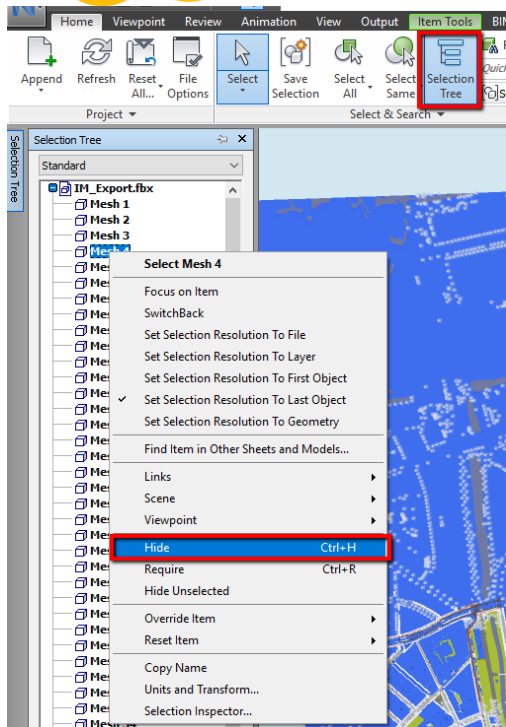 Home Viewpoint Review Animation View Output Item Tools BIM
Append Refresh Reset All... File Options Select Save Selection Select All Select Same Selection Tree
Quick
Project Select & Search
Selection Tree
Selection Tree
Standard
IM_Export.fbx
Mesh 1
Mesh 2
Mesh 3
Mesh 4
Select Mesh 4
Focus on Item
SwitchBack
Set Selection Resolution To File
Set Selection Resolution To Layer
Set Selection Resolution To First Object
Set Selection Resolution To Last Object
Set Selection Resolution To Geometry
Find Item in Other Sheets and Models...
Links
Scene
Viewpoint
Hide Ctrl+H
Require Ctrl+R
Hide Unselected
Override Item
Reset Item
Copy Name
Units and Transform...
Selection Inspector...